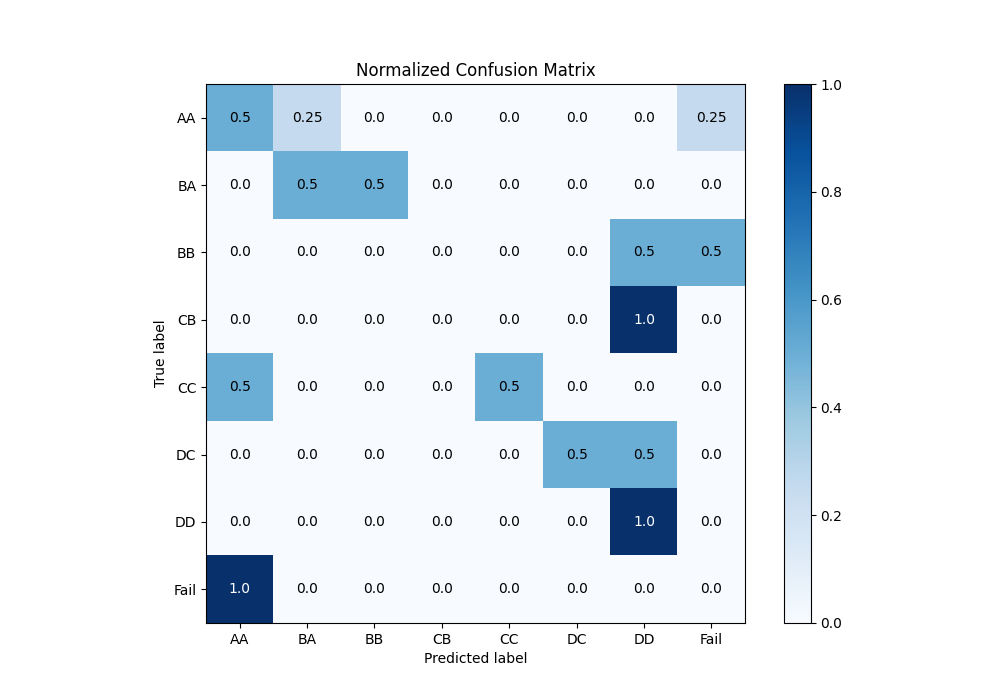 Normalized Confusion Matrix
AA 0.5 0.25 0.0 0.0 0.0 0.0 0.0 0.25
BA 0.0 0.5 0.5 0.0 0.0 0.0 0.0 0.0
BB 0.0 0.0 0.0 0.0 0.0 0.0 0.5 0.5
CB 0.0 0.0 0.0 0.0 0.0 0.0 1.0 0.0
CC 0.5 0.0 0.0 0.0 0.5 0.0 0.0 0.0
DC 0.0 0.0 0.0 0.0 0.0 0.5 0.5 0.0
DD 0.0 0.0 0.0 0.0 0.0 0.0 1.0 0.0
Fail 1.0 0.0 0.0 0.0 0.0 0.0 0.0 0.0
AA BA BB CB CC DC DD Fail
Predicted label
True label
1.0
0.8
0.6
0.4
0.2
0.0